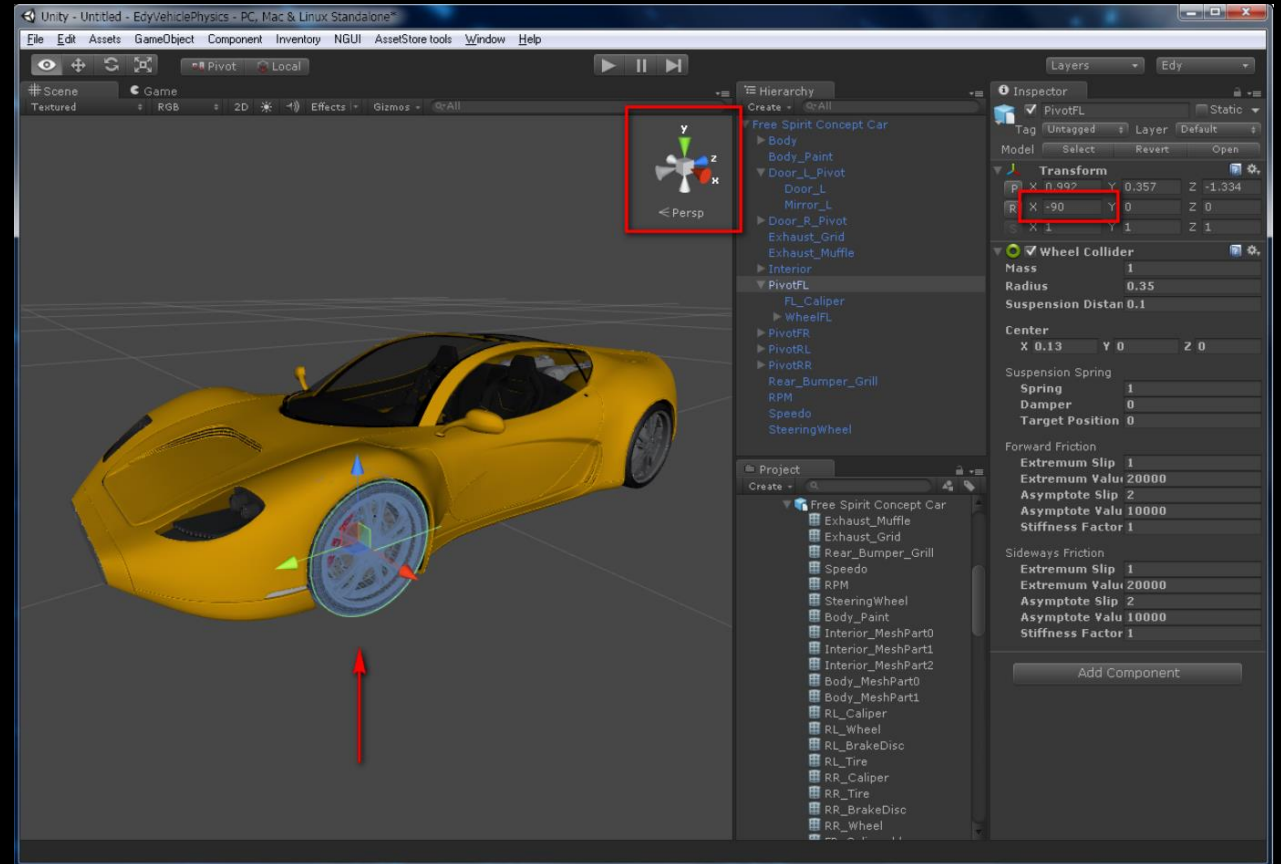 Unity - Untitled - EdyVehiclePhysics - PC, Mac & Linux Standalone*
File Edit Assets GameObject Component Inventory NGUI AssetStore tools Window Help
Pivot Local
Layers Edy
Scene Game
Textured RGB 2D Effects Gizmos All
y
z
x
Persp
Hierarchy
Create All
Free Spirit Concept Car
Body
Body_Paint
Door_L_Pivot
Door_L
Mirror_L
Door_R_Pivot
Exhaust_Grid
Exhaust_Muffle
Interior
PivotFL
FL_Caliper
WheelFL
PivotFR
PivotRL
PivotRR
Rear_Bumper_Grill
RPM
Speedo
SteeringWheel
Project
Create
Free Spirit Concept Car
Exhaust_Muffle
Exhaust_Grid
Rear_Bumper_Grill
Speedo
RPM
SteeringWheel
Body_Paint
Interior_MeshPart0
Interior_MeshPart1
Interior_MeshPart2
Body_MeshPart0
Body_MeshPart1
RL_Caliper
RL_Wheel
RL_BrakeDisc
RL_Tire
RR_Caliper
RR_Tire
RR_BrakeDisc
RR_Wheel
Inspector
PivotFL Static
Tag Untagged Layer Default
Model Select Revert Open
Transform
P X 0.992 Y 0.357 Z -1.334
R X -90 Y 0 Z 0
S X 1 Y 1 Z 1
Wheel Collider
Mass 1
Radius 0.35
Suspension Distan 0.1
Center
X 0.13 Y 0 Z 0
Suspension Spring
Spring 1
Damper 0
Target Position 0
Forward Friction
Extremum Slip 1
Extremum Valu 20000
Asymptote Slip 2
Asymptote Valu 10000
Stiffness Factor 1
Sideways Friction
Extremum Slip 1
Extremum Valu 20000
Asymptote Slip 2
Asymptote Valu 10000
Stiffness Factor 1
Add Component